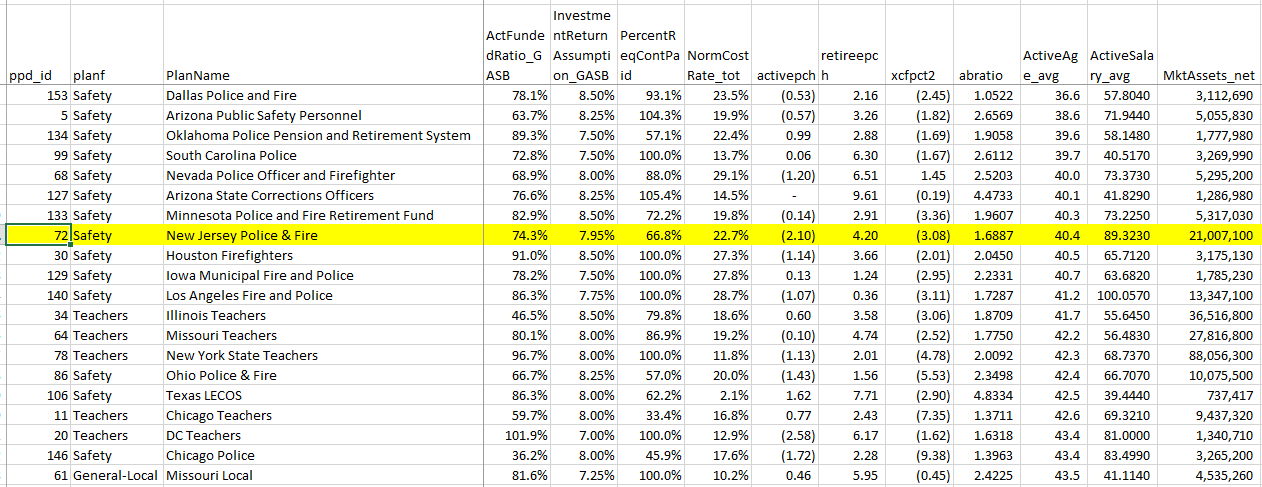 Investme
ActFunde ntReturn PercentR
dRatio_G Assumpti eqContPa NormCost retireepc ActiveAg ActiveSala
ppd_id planf PlanName ASB on_GASB id Rate_tot activepch h xcfpct2 abratio e_avg ry_avg MktAssets_net
153 Safety Dallas Police and Fire 78.1% 8.50% 93.1% 23.5% (0.53) 2.16 (2.45) 1.0522 36.6 57.8040 3,112,690
5 Safety Arizona Public Safety Personnel 63.7% 8.25% 104.3% 19.9% (0.57) 3.26 (1.82) 2.6569 38.6 71.9440 5,055,830
134 Safety Oklahoma Police Pension and Retirement System 89.3% 7.50% 57.1% 22.4% 0.99 2.88 (1.69) 1.9058 39.6 58.1480 1,777,980
99 Safety South Carolina Police 72.8% 7.50% 100.0% 13.7% 0.06 6.30 (1.67) 2.6112 39.7 40.5170 3,269,990
68 Safety Nevada Police Officer and Firefighter 68.9% 8.00% 88.0% 29.1% (1.20) 6.51 1.45 2.5203 40.0 73.3730 5,295,200
127 Safety Arizona State Corrections Officers 76.6% 8.25% 105.4% 14.5% - 9.61 (0.19) 4.4733 40.1 41.8290 1,286,980
133 Safety Minnesota Police and Fire Retirement Fund 82.9% 8.50% 72.2% 19.8% (0.14) 2.91 (3.36) 1.9607 40.3 73.2250 5,317,030
72 Safety New Jersey Police & Fire 74.3% 7.95% 66.8% 22.7% (2.10) 4.20 (3.08) 1.6887 40.4 89.3230 21,007,100
30 Safety Houston Firefighters 91.0% 8.50% 100.0% 27.3% (1.14) 3.66 (2.01) 2.0450 40.5 65.7120 3,175,130
129 Safety Iowa Municipal Fire and Police 78.2% 7.50% 100.0% 27.8% 0.13 1.24 (2.95) 2.2331 40.7 63.6820 1,785,230
140 Safety Los Angeles Fire and Police 86.3% 7.75% 100.0% 28.7% (1.07) 0.36 (3.11) 1.7287 41.2 100.0570 13,347,100
34 Teachers Illinois Teachers 46.5% 8.50% 79.8% 18.6% 0.60 3.58 (3.06) 1.8709 41.7 55.6450 36,516,800
64 Teachers Missouri Teachers 80.1% 8.00% 86.9% 19.2% (0.10) 4.74 (2.52) 1.7750 42.2 56.4830 27,816,800
78 Teachers New York State Teachers 96.7% 8.00% 100.0% 11.8% (1.13) 2.01 (4.78) 2.0092 42.3 68.7370 88,056,300
86 Safety Ohio Police & Fire 66.7% 8.25% 57.0% 20.0% (1.43) 1.56 (5.53) 2.3498 42.4 66.7070 10,075,500
106 Safety Texas LECOS 86.3% 8.00% 62.2% 2.1% 1.62 7.71 (2.90) 4.8334 42.5 39.4440 737,417
11 Teachers Chicago Teachers 59.7% 8.00% 33.4% 16.8% 0.77 2.43 (7.35) 1.3711 42.6 69.3210 9,437,320
20 Teachers DC Teachers 101.9% 7.00% 100.0% 12.9% (2.58) 6.17 (1.62) 1.6318 43.4 81.0000 1,340,710
146 Safety Chicago Police 36.2% 8.00% 45.9% 17.6% (1.72) 2.28 (9.38) 1.3963 43.4 83.4990 3,265,200
61 General-Local Missouri Local 81.6% 7.25% 100.0% 10.2% 0.46 5.95 (0.45) 2.4225 43.5 41.1140 4,535,260